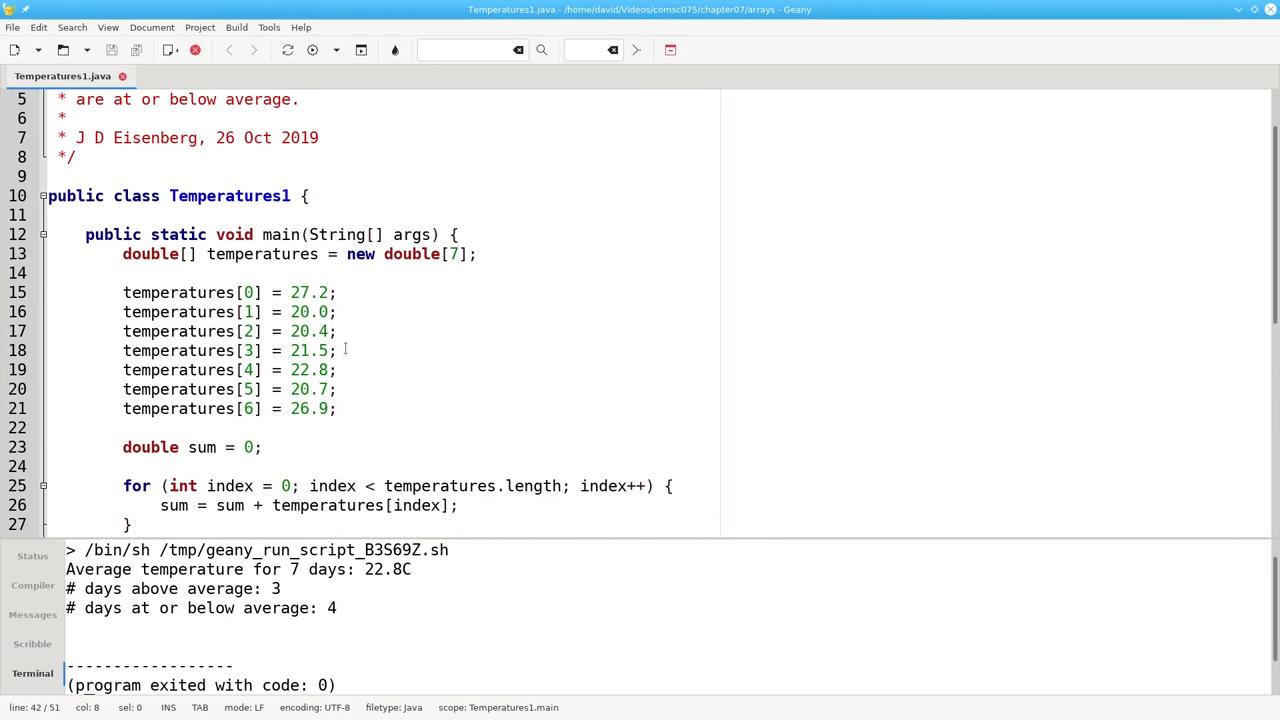 Temperatures1.java - /home/david/Videos/comsc075/chapter07/arrays - Geany
File Edit Search View Document Project Build Tools Help
Temperatures1.java
5 * are at or below average.
6 *
7 * J D Eisenberg, 26 Oct 2019
8 */
9
10 public class Temperatures1 {
11
12 public static void main(String[] args) {
13 double[] temperatures = new double[7];
14
15 temperatures[0] = 27.2;
16 temperatures[1] = 20.0;
17 temperatures[2] = 20.4;
18 temperatures[3] = 21.5;
19 temperatures[4] = 22.8;
20 temperatures[5] = 20.7;
21 temperatures[6] = 26.9;
22
23 double sum = 0;
24
25 for (int index = 0; index < temperatures.length; index++) {
26 sum = sum + temperatures[index];
27 }
Status
Compiler
Messages
Scribble
Terminal
> /bin/sh /tmp/geany_run_script_B3S69Z.sh
Average temperature for 7 days: 22.8C
# days above average: 3
# days at or below average: 4
------------------
(program exited with code: 0)
line: 42 / 51 col: 8 sel: 0 INS TAB mode: LF encoding: UTF-8 filetype: Java scope: Temperatures1.main